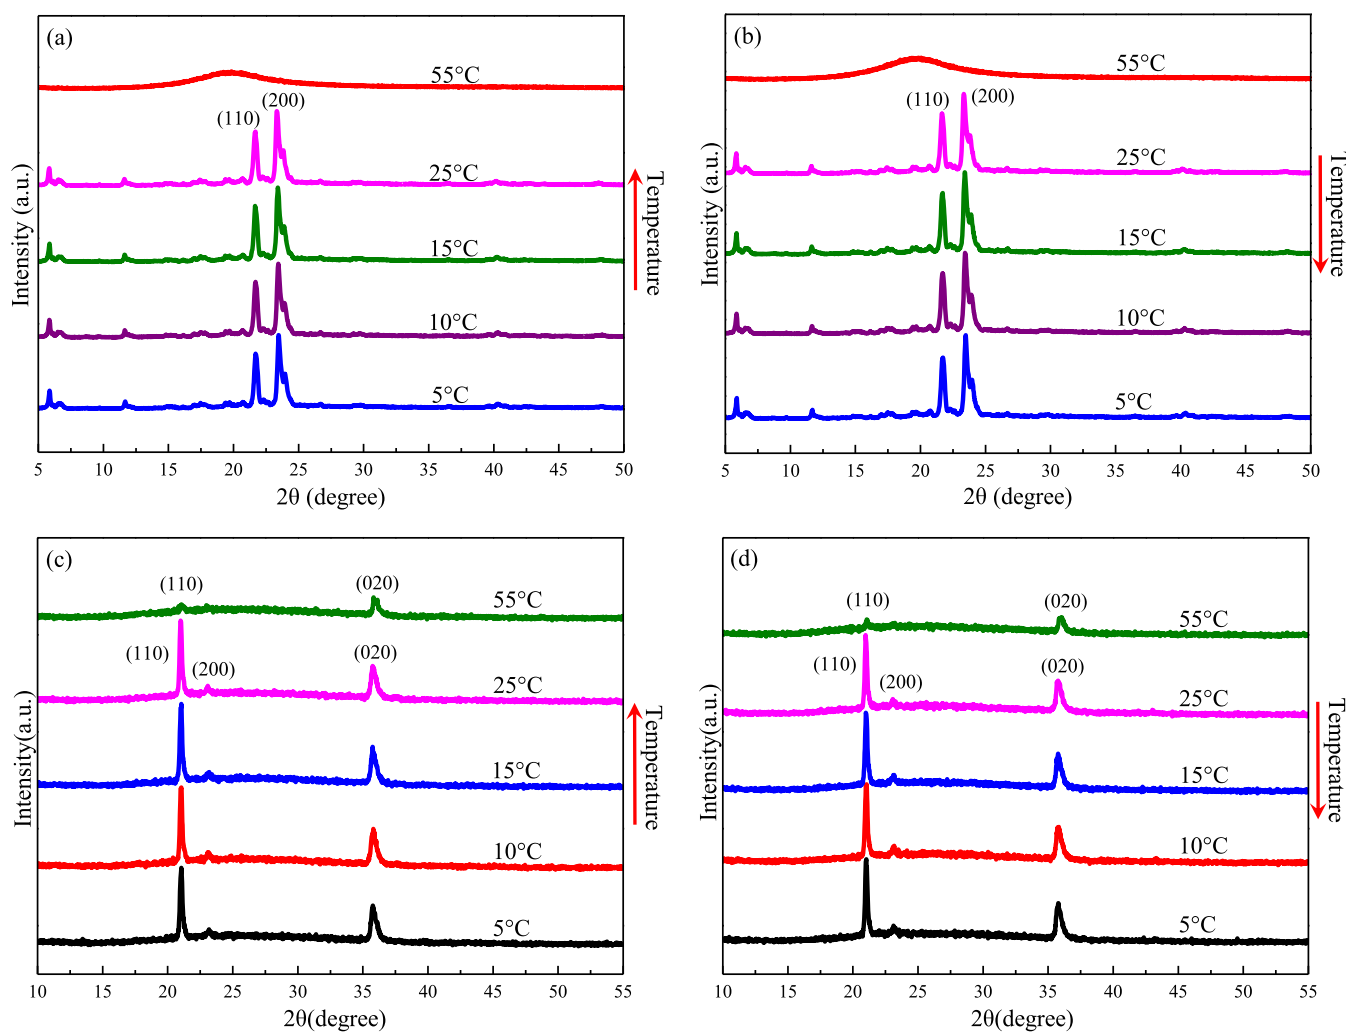 (a)
55°C
(110)
(200)
25°C
15°C
10°C
5°C
Intensity (a.u.)
Temperature
5 10 15 20 25 30 35 40 45 50
2θ (degree)
(b)
55°C
(110)
(200)
25°C
15°C
10°C
5°C
Intensity (a.u.)
Temperature
5 10 15 20 25 30 35 40 45 50
2θ (degree)
(c)
(110)
(020)
55°C
(110)
(200)
(020)
25°C
15°C
10°C
5°C
Intensity(a.u.)
Temperature
10 15 20 25 30 35 40 45 50 55
2θ(degree)
(d)
(110)
(020)
55°C
(110)
(200)
(020)
25°C
15°C
10°C
5°C
Intensity(a.u.)
Temperature
10 15 20 25 30 35 40 45 50 55
2θ(degree)